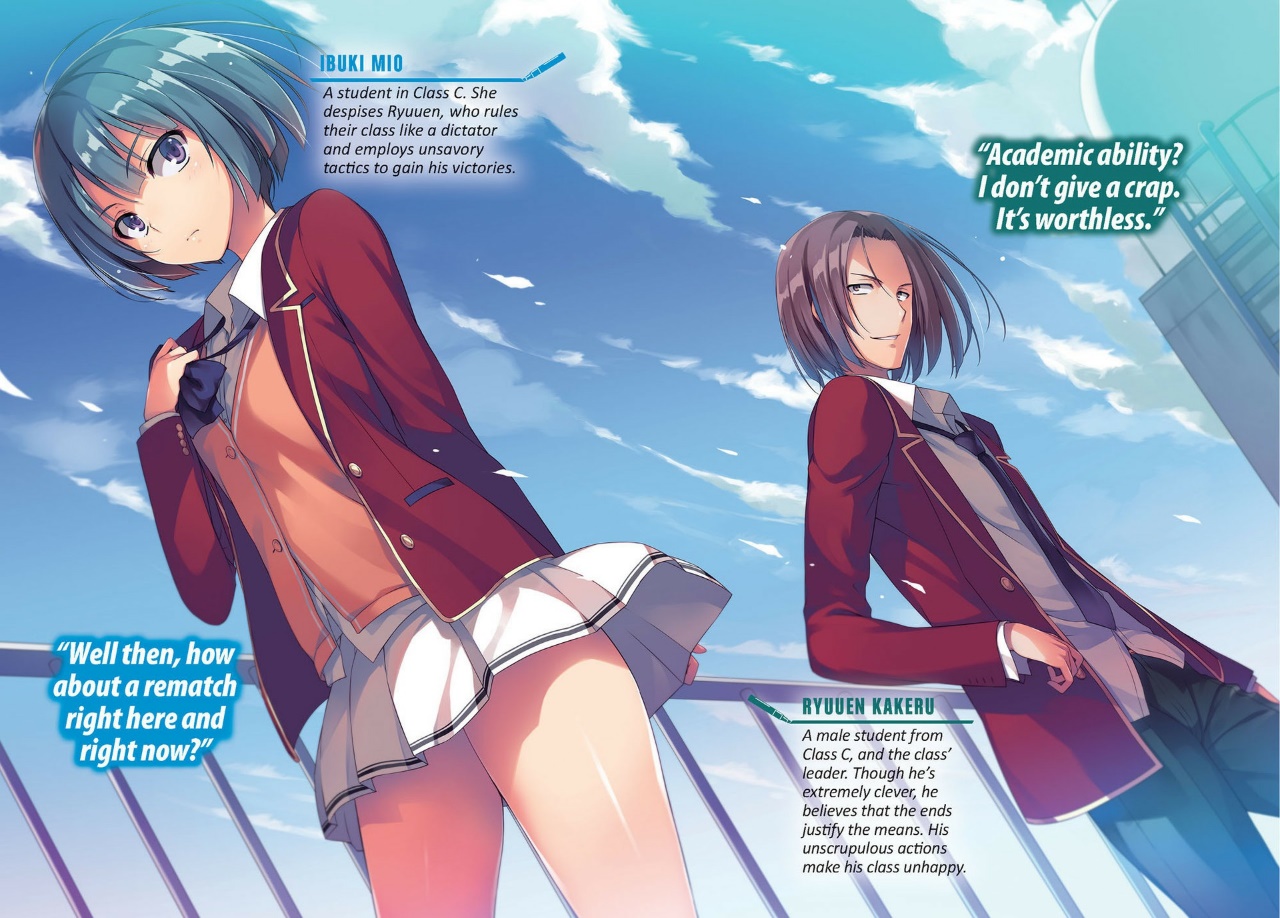 IBUKI MIO
A student in Class C. She
despises Ryuuen, who rules
their class like a dictator
and employs unsavory
tactics to gain his victories.
“Academic ability?
I don’t give a crap.
It’s worthless.”
“Well then, how
about a rematch
right here and
right now?”
RYUUEN KAKERU
A male student from
Class C, and the class’
leader. Though he’s
extremely clever, he
believes that the ends
justify the means. His
unscrupulous actions
make his class unhappy.